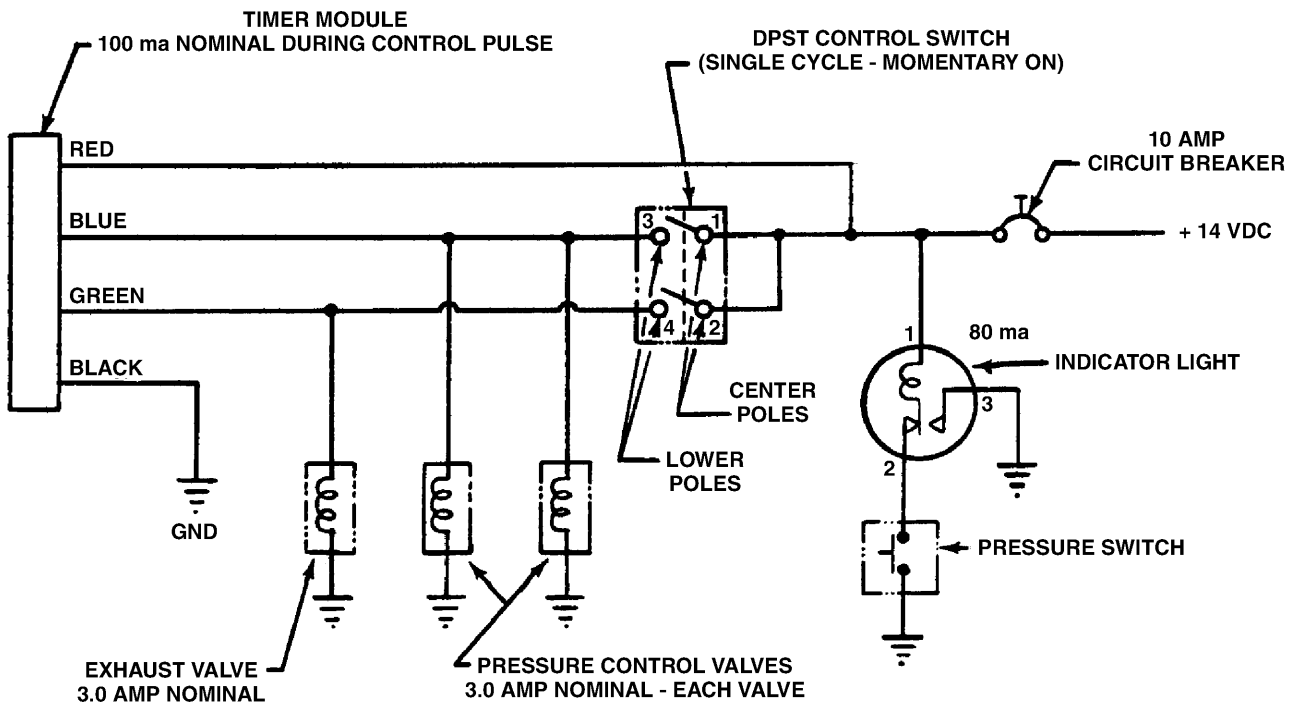 TIMER MODULE
100 ma NOMINAL DURING CONTROL PULSE
DPST CONTROL SWITCH
(SINGLE CYCLE - MOMENTARY ON)
10 AMP
CIRCUIT BREAKER
RED
BLUE
3
1
+ 14 VDC
GREEN
4
2
BLACK
1
80 ma
INDICATOR LIGHT
CENTER
POLES
3
LOWER
POLES
2
GND
PRESSURE SWITCH
EXHAUST VALVE
3.0 AMP NOMINAL
PRESSURE CONTROL VALVES
3.0 AMP NOMINAL - EACH VALVE